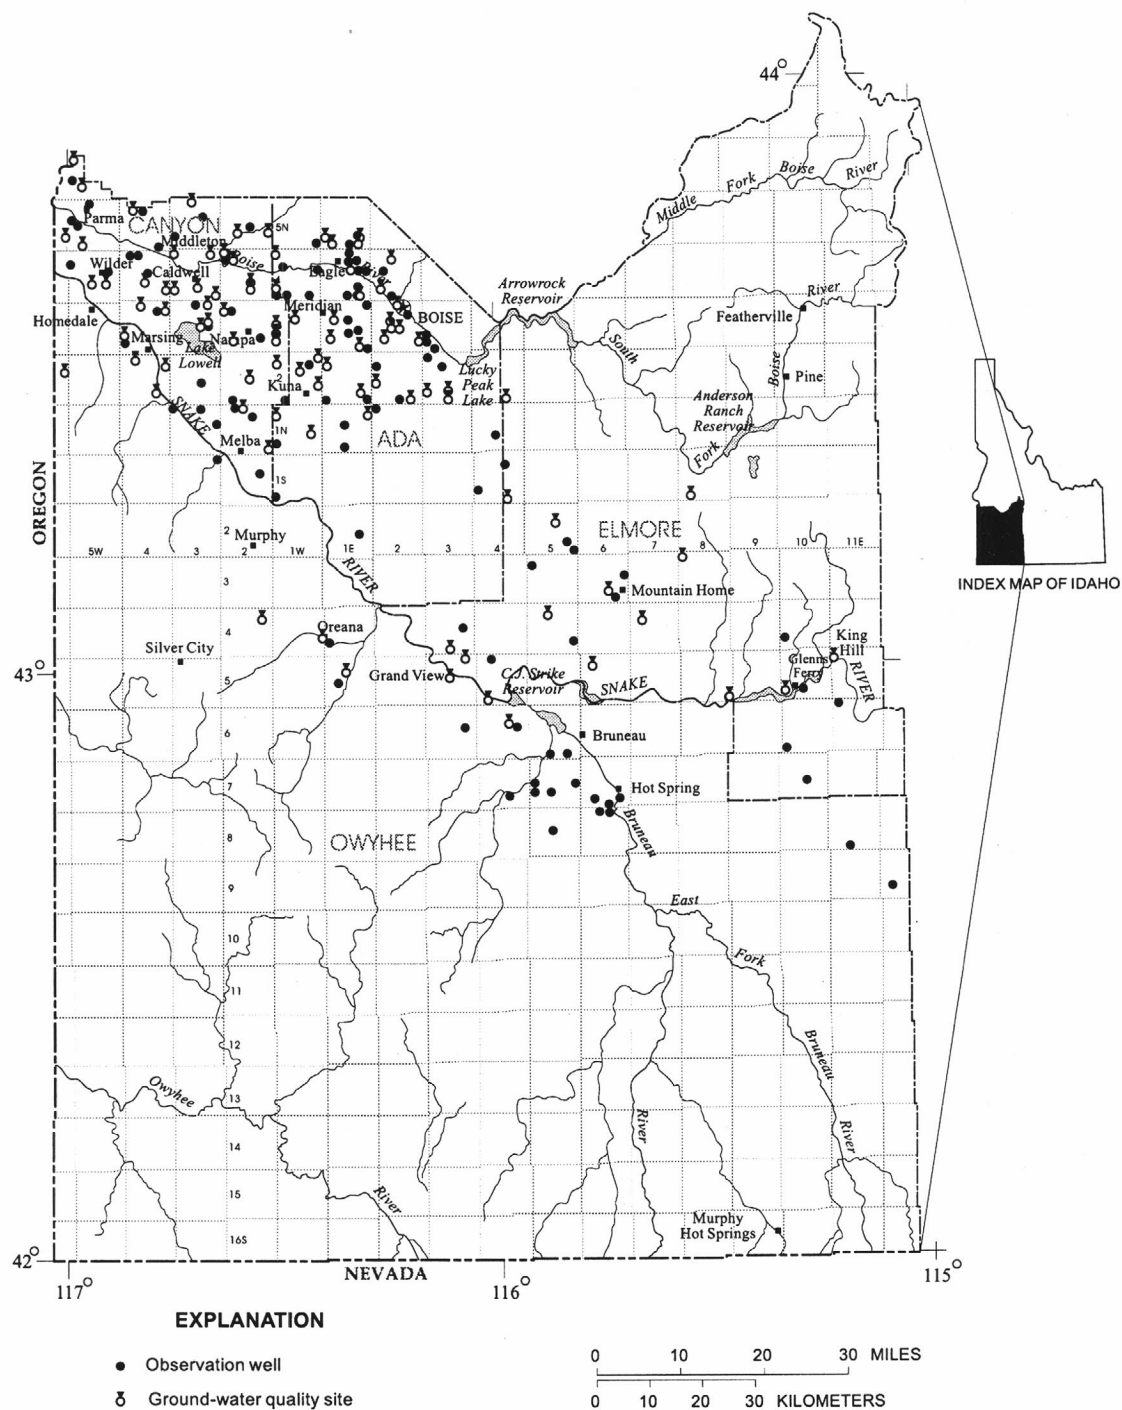 44°
Middle Fork Boise River
Parma
CANYON
5N
Middleton
Boise River
Wilder
Caldwell
Eagle
Arrowrock
Reservoir
River
Featherville
Homedale
Meridian
BOISE
Marsing
Nampa
Lake
Lowell
South
Boise
Pine
Kuna
2
Lucky
Peak
Lake
Anderson
Ranch
Reservoir
SNAKE
1N
ADA
Melba
Fork
1S
OREGON
2
Murphy
ELMORE
5W 4 3 2 1W 1E 2 3 4 5 6 7 8 9 10 11E
RIVER
3
Mountain Home
INDEX MAP OF IDAHO
4
Oreana
King
Hill
Silver City
43°
Glenns
Ferry
Grand View
C.J. Strike
Reservoir
SNAKE
RIVER
5
6
Bruneau
7
Hot Spring
8
OWYHEE
Bruneau
9
East
10
Fork
11
12
Bruneau
Owyhee
13
River
River
14
15
River
Murphy
Hot Springs
16S
42°
NEVADA
117°
116°
115°
EXPLANATION
Observation well
Ground-water quality site
0 10 20 30 MILES
0 10 20 30 KILOMETERS